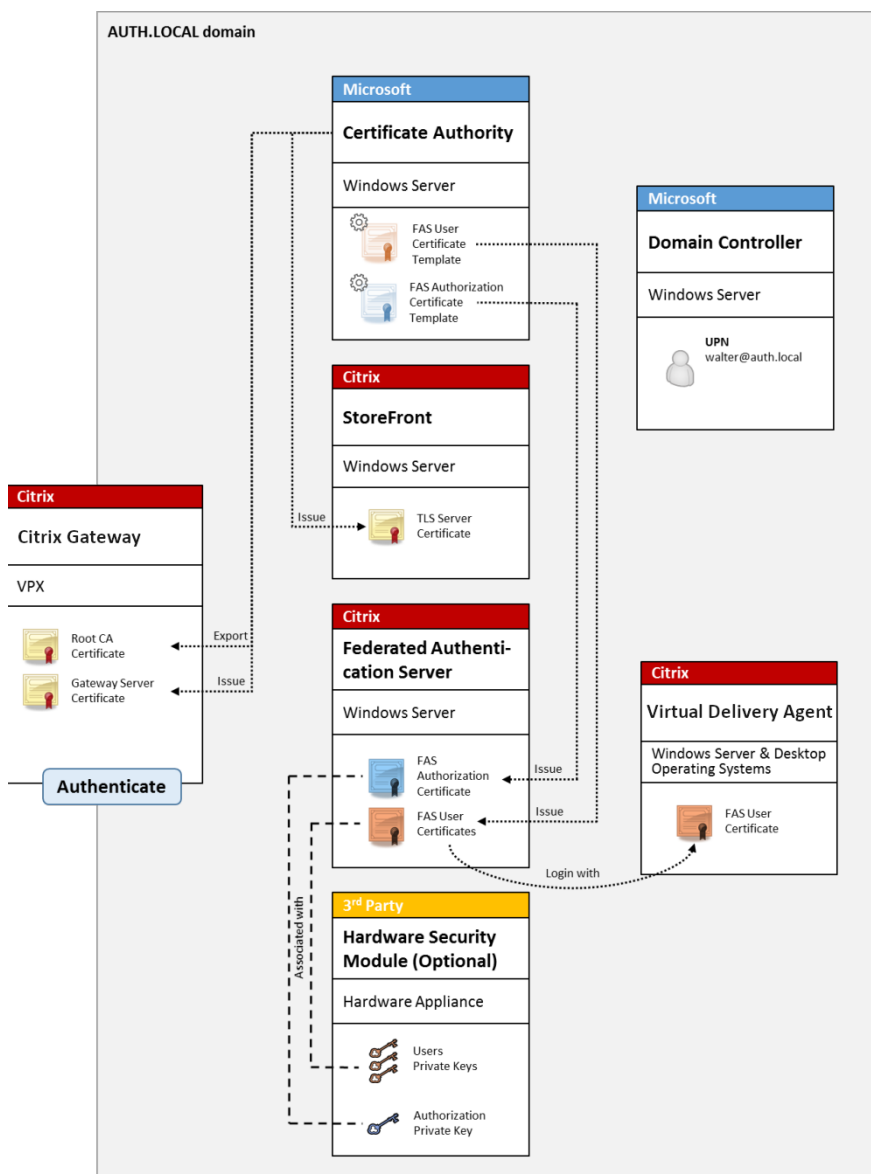 AUTH.LOCAL domain
Microsoft
Certificate Authority
Windows Server
FAS User
Certificate
Template
FAS Authorization
Certificate
Template
Microsoft
Domain Controller
Windows Server
UPN
walter@auth.local
Citrix
StoreFront
Windows Server
Issue
TLS Server
Certificate
Citrix
Citrix Gateway
VPX
Root CA
Certificate
Export
Gateway Server
Certificate
Issue
Authenticate
Citrix
Federated Authenti-
cation Server
Windows Server
FAS
Authorization
Certificate
Issue
FAS User
Certificates
Issue
Login with
Citrix
Virtual Delivery Agent
Windows Server & Desktop
Operating Systems
FAS User
Certificate
Associated with
3rd Party
Hardware Security
Module (Optional)
Hardware Appliance
Users
Private Keys
Authorization
Private Key